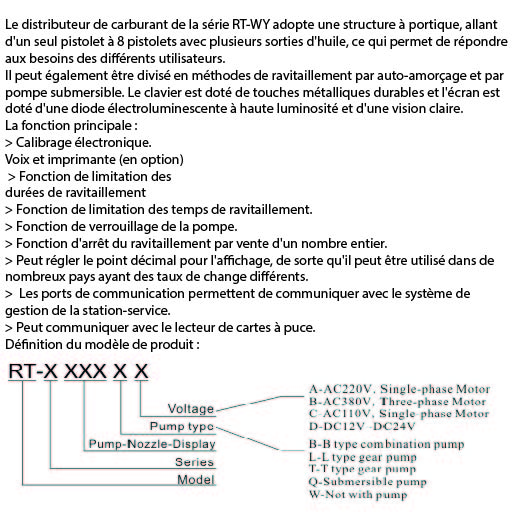 Le distributeur de carburant de la série RT-WY adopte une structure à portique, allant
d'un seul pistolet à 8 pistolets avec plusieurs sorties d'huile, ce qui permet de répondre
aux besoins des différents utilisateurs.
Il peut également être divisé en méthodes de ravitaillement par auto-amorçage et par
pompe submersible. Le clavier est doté de touches métalliques durables et l'écran est
doté d'une diode électroluminescente à haute luminosité et d'une vision claire.
La fonction principale :
> Calibrage électronique.
Voix et imprimante (en option)
> Fonction de limitation des
durées de ravitaillement
> Fonction de limitation des temps de ravitaillement.
> Fonction de verrouillage de la pompe.
> Fonction d'arrêt du ravitaillement par vente d'un nombre entier.
> Peut régler le point décimal pour l'affichage, de sorte qu'il peut être utilisé dans de
nombreux pays ayant des taux de change différents.
> Les ports de communication permettent de communiquer avec le système de
gestion de la station-service.
> Peut communiquer avec le lecteur de cartes à puce.
Définition du modèle de produit :
RT-X XXX X X
Voltage
Pump type
Pump-Nozzle-Display
Series
Model
A-AC220V, Single-phase Motor
B-AC380V, Three-phase Motor
C-AC110V, Single-phase Motor
D-DC12V -DC24V
B-B type combination pump
L-L type gear pump
T-T type gear pump
Q-Submersible pump
W-Not with pump